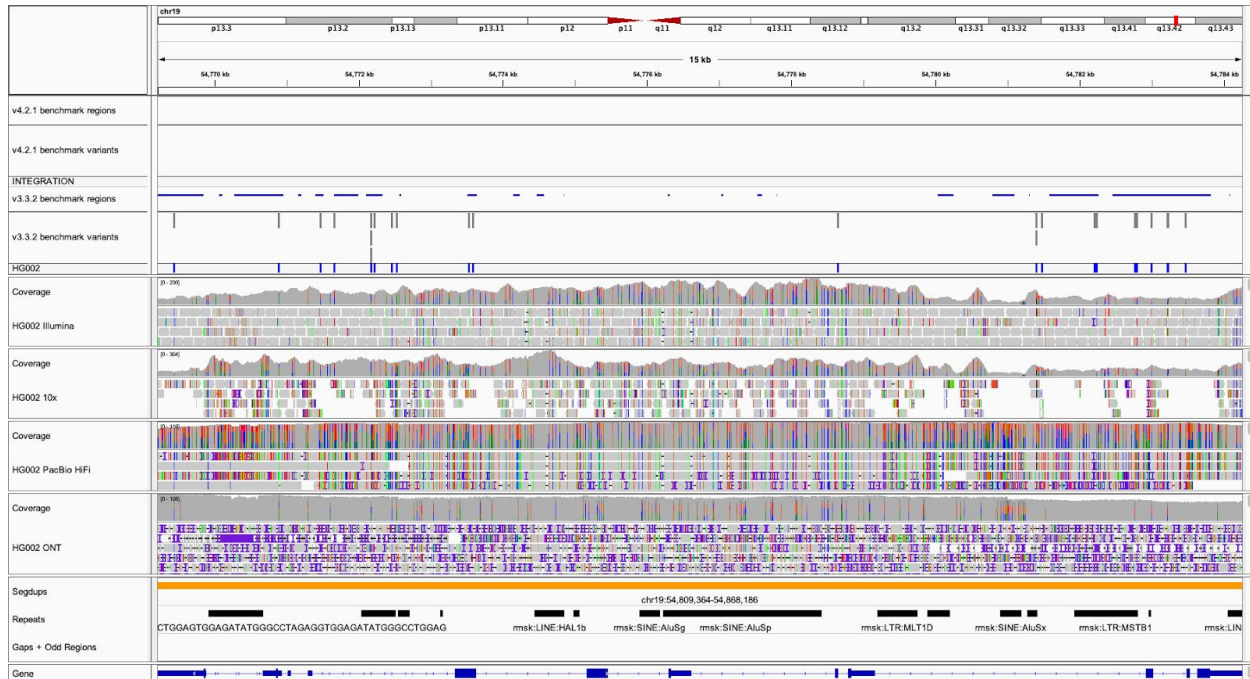 chr19
p13.3 p13.2 p13.13 p13.11 p12 p11 q11 q12 q13.11 q13.12 q13.2 q13.31 q13.32 q13.33 q13.41 q13.42 q13.43
15 kb
54,770 kb 54,772 kb 54,774 kb 54,776 kb 54,778 kb 54,780 kb 54,782 kb 54,784 kb
v4.2.1 benchmark regions
v4.2.1 benchmark variants
INTEGRATION
v3.3.2 benchmark regions
v3.3.2 benchmark variants
HG002
Coverage
HG002 Illumina
Coverage
HG002 10x
Coverage
HG002 PacBio HiFi
Coverage
HG002 ONT
Segdups
chr19:54,809,364-54,868,186
Repeats
CTGGAGTGGAGATATGGGCCTAGAGGTGGAGATATGGGCCTGGAG rmsk:LINE:HAL1b rmsk:SINE:AluSg rmsk:SINE:AluSp rmsk:LTR:MLT1D rmsk:SINE:AluSx rmsk:LTR:MSTB1 rmsk:LIN
Gaps + Odd Regions
Gene